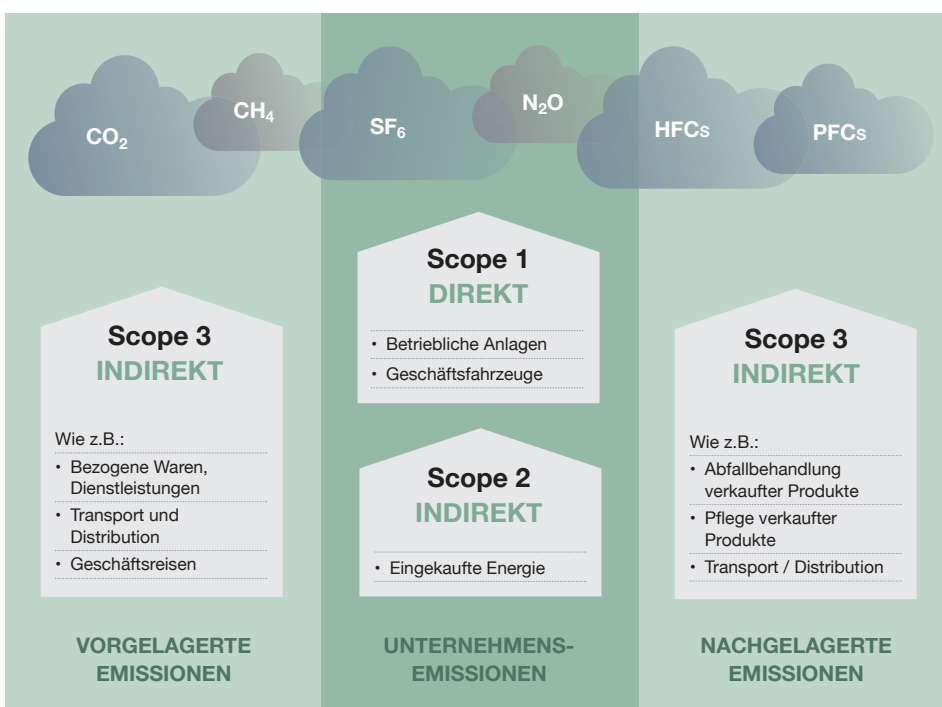 CO₂
CH₄
SF₆
N₂O
HFCs
PFCs
Scope 3
INDIREKT
Wie z.B.:
• Bezogene Waren,
Dienstleistungen
• Transport und
Distribution
• Geschäftsreisen
VORGELAGERTE
EMISSIONEN
Scope 1
DIREKT
• Betriebliche Anlagen
• Geschäftsfahrzeuge
Scope 2
INDIREKT
• Eingekaufte Energie
UNTERNEHMENS-
EMISSIONEN
Scope 3
INDIREKT
Wie z.B.:
• Abfallbehandlung
verkaufter Produkte
• Pflege verkaufter
Produkte
• Transport / Distribution
NACHGELAGERTE
EMISSIONEN